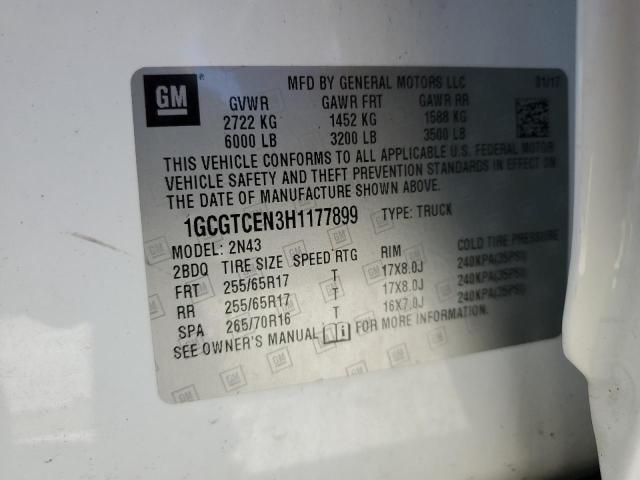 GM
MFD BY GENERAL MOTORS LLC 01/17
GVWR GAWR FRT GAWR RR
2722 KG 1452 KG 1588 KG
6000 LB 3200 LB 3500 LB
THIS VEHICLE CONFORMS TO ALL APPLICABLE U.S. FEDERAL MOTOR
VEHICLE SAFETY AND THEFT PREVENTION STANDARDS IN EFFECT ON
THE DATE OF MANUFACTURE SHOWN ABOVE.
1GCGTCEN3H1177899 TYPE: TRUCK
MODEL: 2N43
2BDQ TIRE SIZE SPEED RTG RIM COLD TIRE PRESSURE
FRT 255/65R17 T 17X8.0J 240KPA(35PSI)
RR 255/65R17 T 17X8.0J 240KPA(35PSI)
SPA 265/70R16 T 16X7.0J 240KPA(35PSI)
SEE OWNER'S MANUAL FOR MORE INFORMATION.